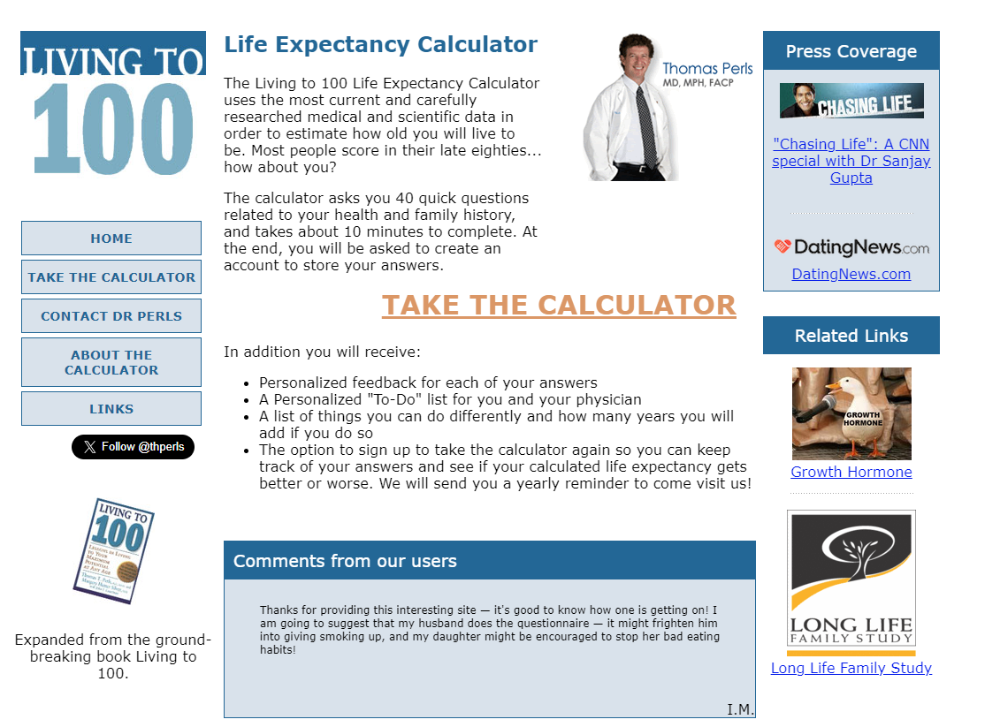 LIVING TO
100
HOME
TAKE THE CALCULATOR
CONTACT DR PERLS
ABOUT THE
CALCULATOR
LINKS
Follow @thperls
LIVING TO
100
LESSONS IN LIVING
TO YOUR
MAXIMUM
POTENTIAL
AT ANY AGE
Expanded from the ground-
breaking book Living to
100.
Life Expectancy Calculator
The Living to 100 Life Expectancy Calculator
uses the most current and carefully
researched medical and scientific data in
order to estimate how old you will live to
be. Most people score in their late eighties...
how about you?
The calculator asks you 40 quick questions
related to your health and family history,
and takes about 10 minutes to complete. At
the end, you will be asked to create an
account to store your answers.
Thomas Perls
MD, MPH, FACP
TAKE THE CALCULATOR
In addition you will receive:
• Personalized feedback for each of your answers
• A Personalized "To-Do" list for you and your physician
• A list of things you can do differently and how many years you will
add if you do so
• The option to sign up to take the calculator again so you can keep
track of your answers and see if your calculated life expectancy gets
better or worse. We will send you a yearly reminder to come visit us!
Comments from our users
Thanks for providing this interesting site — it's good to know how one is getting on! I
am going to suggest that my husband does the questionnaire — it might frighten him
into giving smoking up, and my daughter might be encouraged to stop her bad eating
habits!
I.M.
Press Coverage
CHASING LIFE
"Chasing Life": A CNN
special with Dr Sanjay
Gupta
DatingNews.com
DatingNews.com
Related Links
GROWTH
HORMONE
Growth Hormone
LONG LIFE
FAMILY STUDY
Long Life Family Study